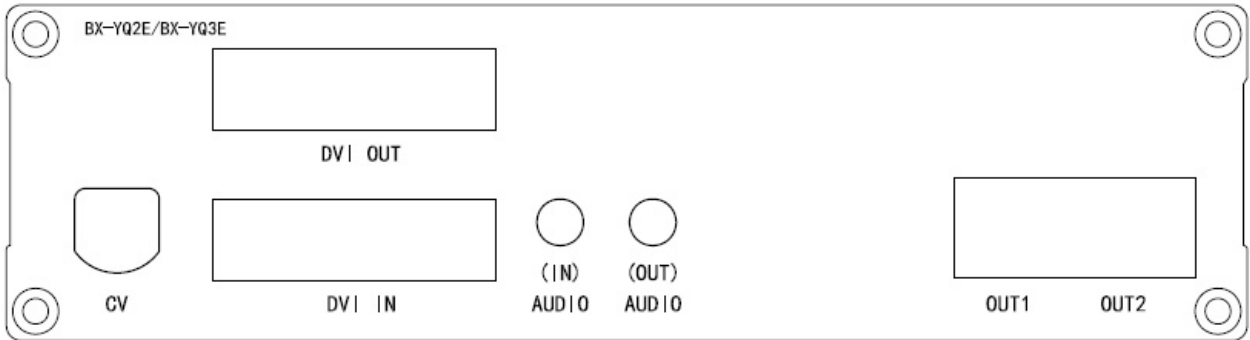 BX-YQ2E/BX-YQ3E
DVI OUT
CV
DVI IN
(IN)
AUDIO
(OUT)
AUDIO
OUT1
OUT2